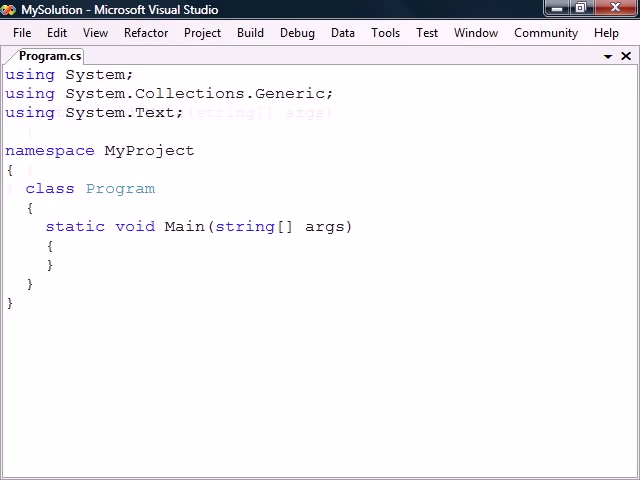 MySolution - Microsoft Visual Studio
File Edit View Refactor Project Build Debug Data Tools Test Window Community Help
Program.cs
using System;
using System.Collections.Generic;
using System.Text;
namespace MyProject
{
class Program
{
static void Main(string[] args)
{
}
}
}